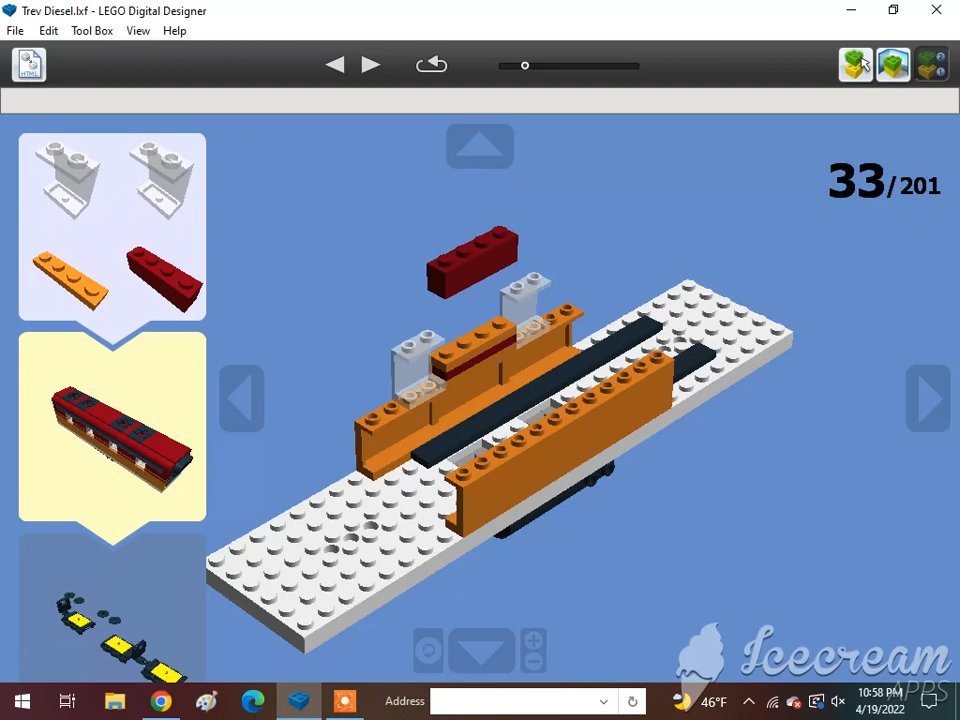 Trev Diesel.lxf - LEGO Digital Designer
File Edit Tool Box View Help
HTML
33/201
Icecream
APPS
Address
46°F
10:58 PM
4/19/2022